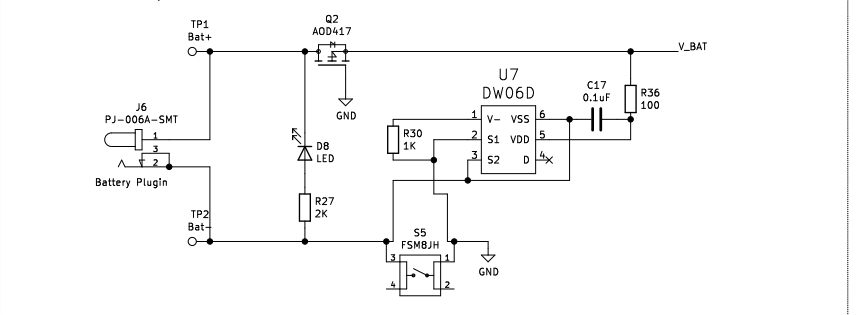 Q2
AOD417
TP1
Bat+
V_BAT
U7
DW06D
C17
0.1uF
R36
100
GND
J6
PJ-006A-SMT
1
3
2
Battery Plugin
D8
LED
R30
1K
1 V- VSS 6
2 S1 VDD 5
3 S2 D 4
R27
2K
TP2
Bat-
S5
FSM8JH
3 1
4 2
GND